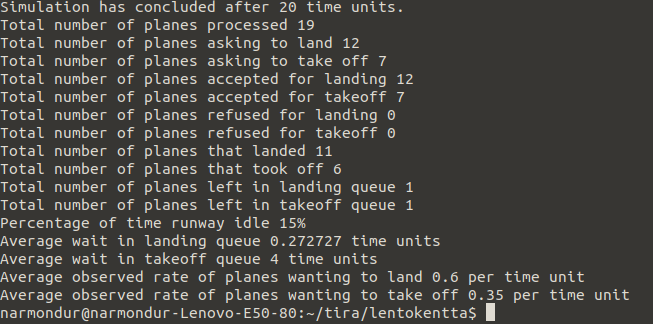 Simulation has concluded after 20 time units.
Total number of planes processed 19
Total number of planes asking to land 12
Total number of planes asking to take off 7
Total number of planes accepted for landing 12
Total number of planes accepted for takeoff 7
Total number of planes refused for landing 0
Total number of planes refused for takeoff 0
Total number of planes that landed 11
Total number of planes that took off 6
Total number of planes left in landing queue 1
Total number of planes left in takeoff queue 1
Percentage of time runway idle 15%
Average wait in landing queue 0.272727 time units
Average wait in takeoff queue 4 time units
Average observed rate of planes wanting to land 0.6 per time unit
Average observed rate of planes wanting to take off 0.35 per time unit
narmondur@narmondur-Lenovo-E50-80:~/tira/lentokentta$